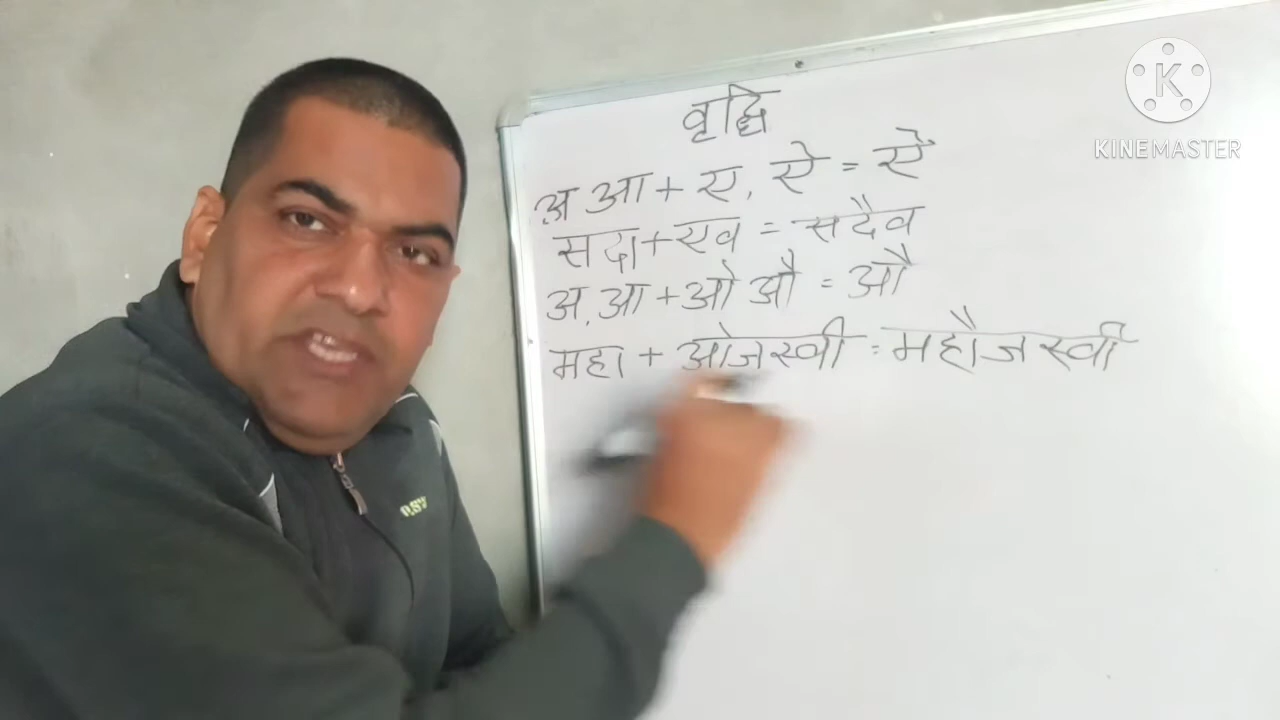 वृद्धि
अ आ + ए, ऐ = ऐ
सदा + एव = सदैव
अ, आ + ओ औ = औ
महा + ओजस्वी = महौजस्वी
KINEMASTER